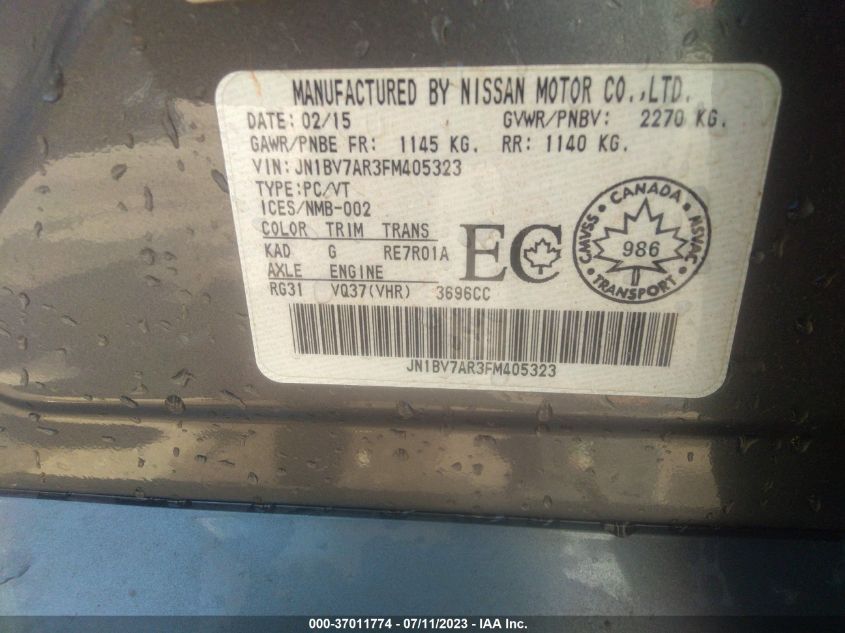 MANUFACTURED BY NISSAN MOTOR CO.,LTD.
DATE: 02/15 GVWR/PNBV: 2270 KG.
GAWR/PNBE FR: 1145 KG. RR: 1140 KG.
VIN: JN1BV7AR3FM405323
TYPE:PC/VT
ICES/NMB-002
COLOR TRIM TRANS
KAD G RE7R01A
AXLE ENGINE
RG31 VQ37(VHR) 3696CC
EC
CANADA
CMVSS NSVAC
986
TRANSPORT
JN1BV7AR3FM405323
000-37011774 - 07/11/2023 - IAA Inc.